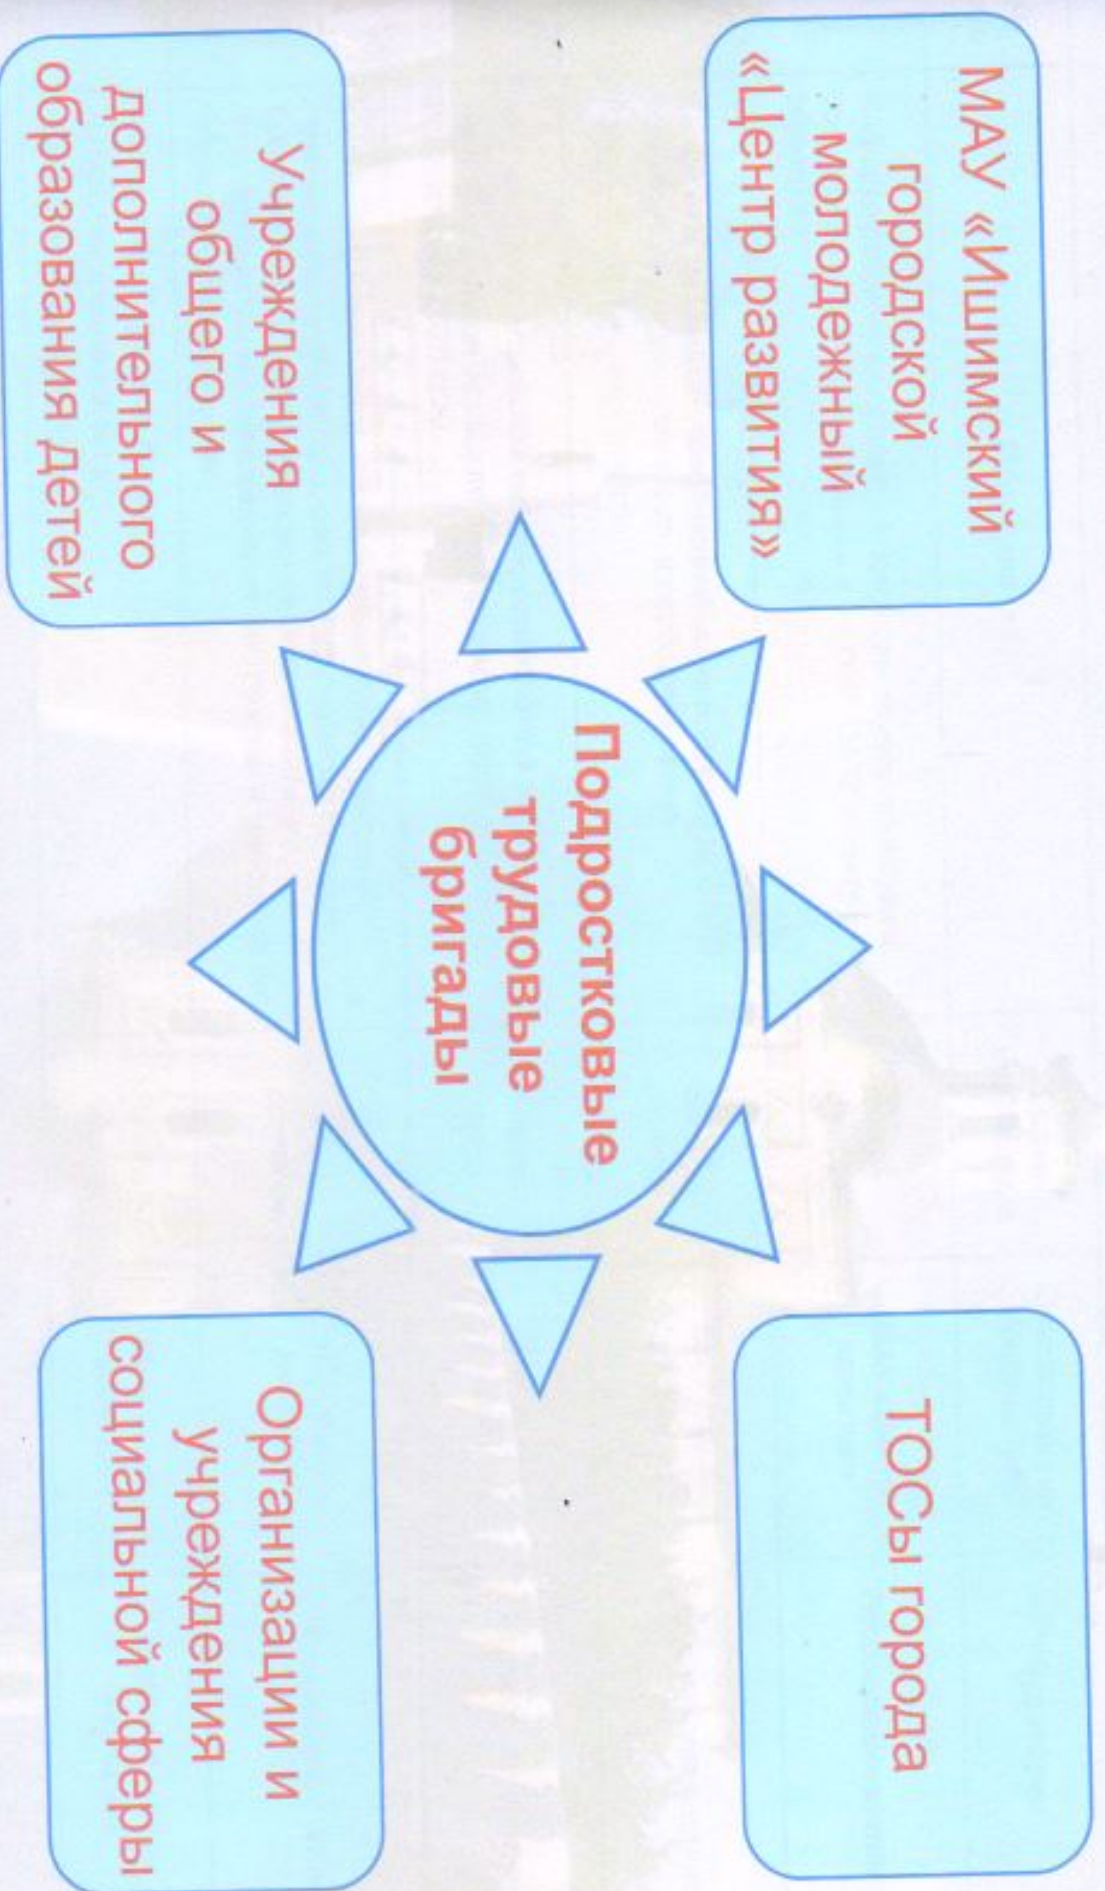 МАУ «Ишимский
городской
молодежный
«Центр развития»
ТОСы города
Подростковые
трудовые
бригады
Учреждения
общего и
дополнительного
образования детей
Организации и
учреждения
социальной сферы